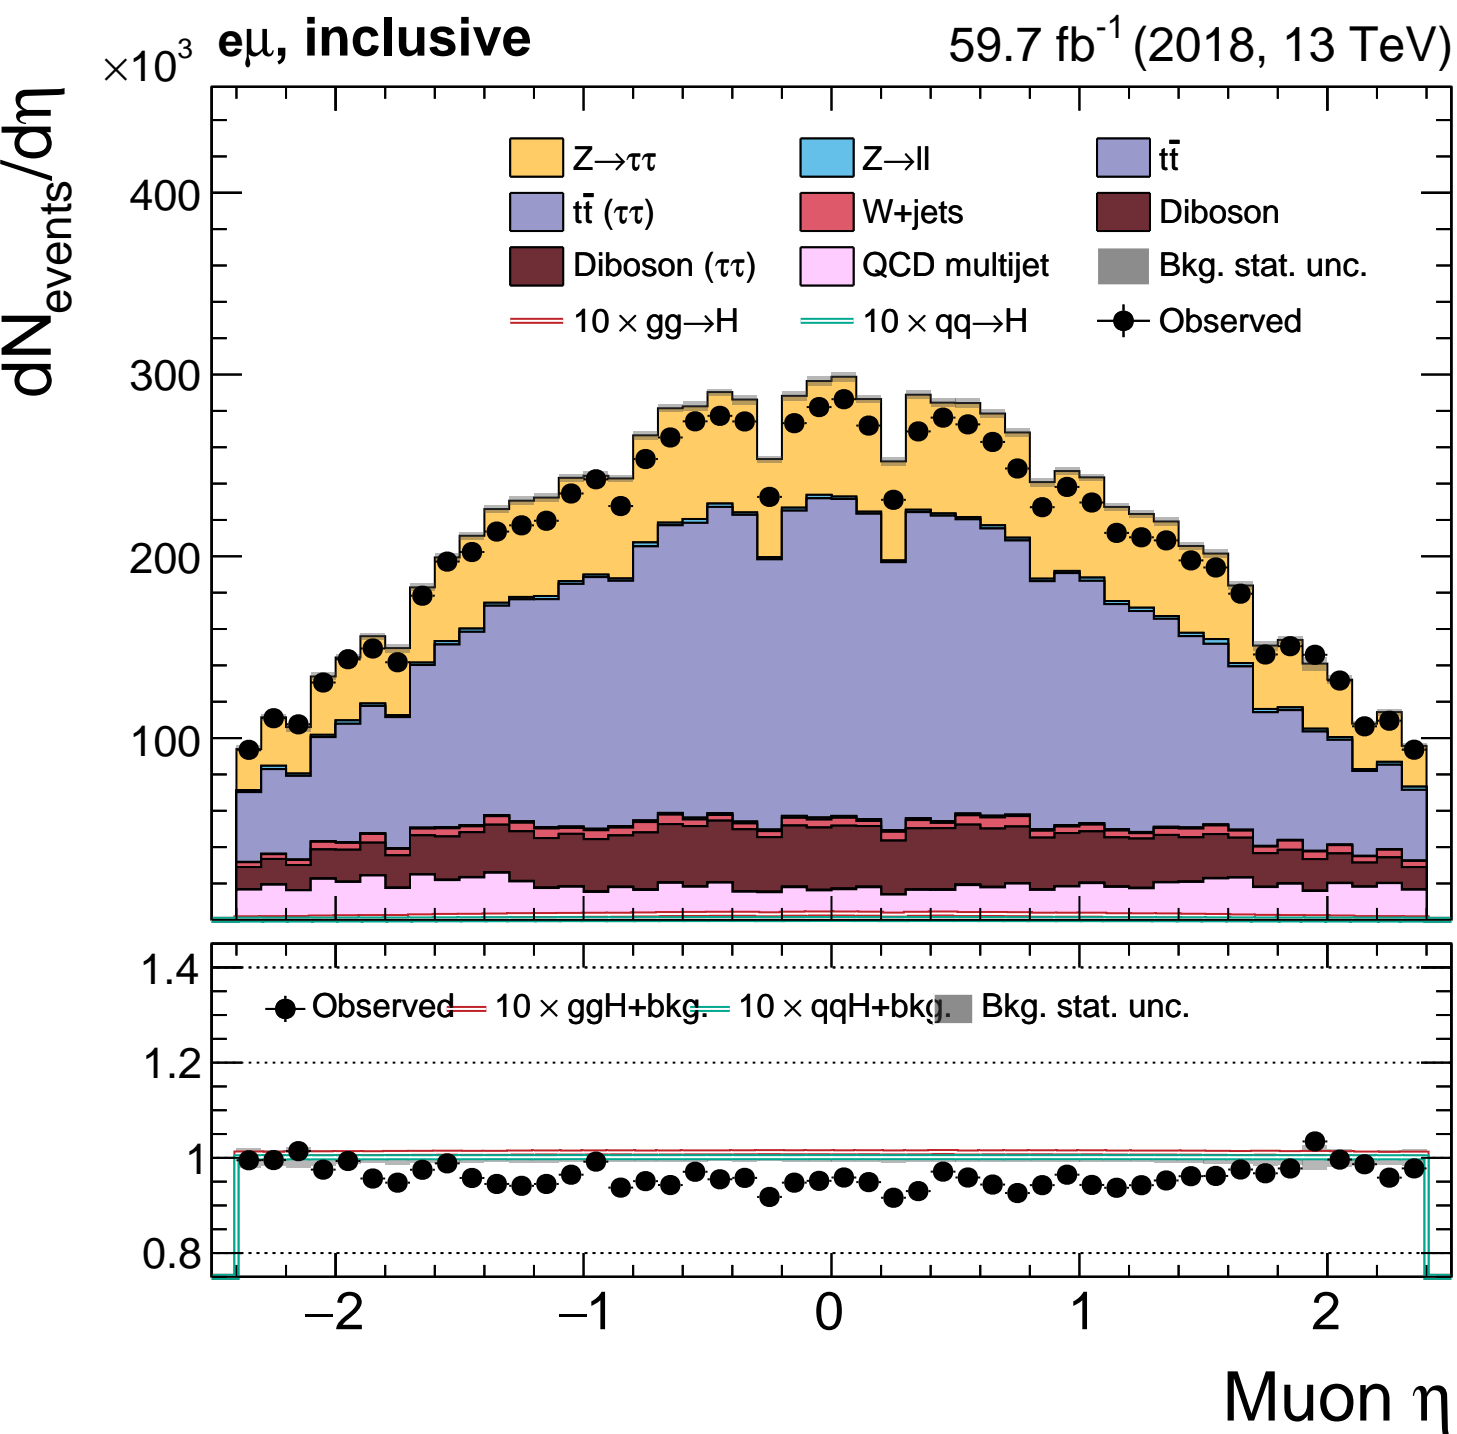 ×10³ eμ, inclusive 59.7 fb⁻¹ (2018, 13 TeV)
dN_events/dη
400
300
200
100
Z→ττ Z→ll tt̄
tt̄ (ττ) W+jets Diboson
Diboson (ττ) QCD multijet Bkg. stat. unc.
10 × gg→H 10 × qq→H Observed
1.4
1.2
1
0.8
Observed 10 × ggH+bkg. 10 × qqH+bkg. Bkg. stat. unc.
−2 −1 0 1 2
Muon η